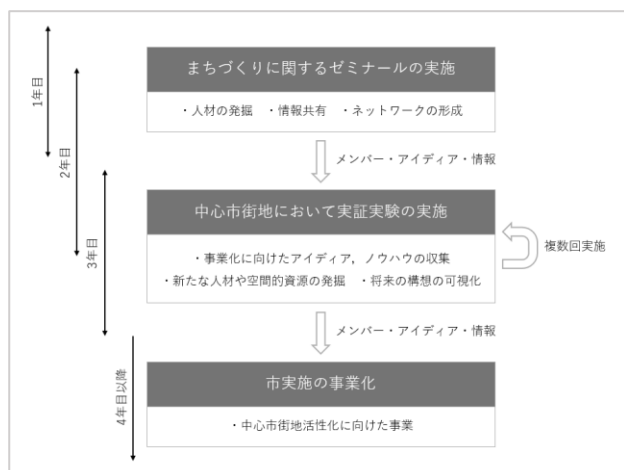 まちづくりに関するゼミナールの実施
・人材の発掘　・情報共有　・ネットワークの形成
1年目
メンバー・アイディア・情報
2年目
中心市街地において実証実験の実施
・事業化に向けたアイディア，ノウハウの収集
・新たな人材や空間的資源の発掘　・将来の構想の可視化
複数回実施
3年目
メンバー・アイディア・情報
市実施の事業化
・中心市街地活性化に向けた事業
4年目以降